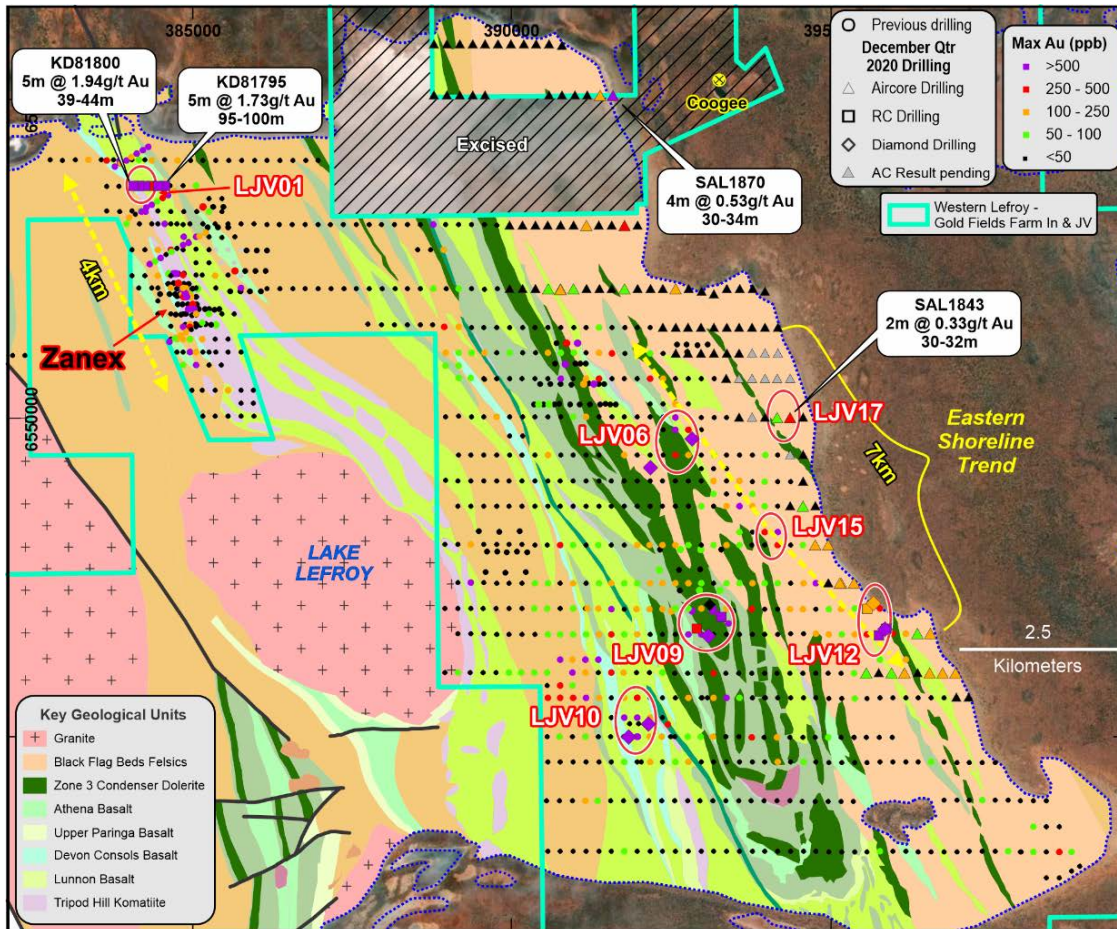 385000
390000
KD81800
5m @ 1.94g/t Au
39-44m
KD81795
5m @ 1.73g/t Au
95-100m
LJV01
4km
Zanex
6550000
Excised
Coogee
SAL1870
4m @ 0.53g/t Au
30-34m
Previous drilling
December Qtr
2020 Drilling
Aircore Drilling
RC Drilling
Diamond Drilling
AC Result pending
Max Au (ppb)
>500
250 - 500
100 - 250
50 - 100
<50
Western Lefroy -
Gold Fields Farm In & JV
SAL1843
2m @ 0.33g/t Au
30-32m
LJV06
LJV17
7km
Eastern
Shoreline
Trend
LJV15
LAKE
LEFROY
LJV09
LJV12
LJV10
2.5
Kilometers
Key Geological Units
Granite
Black Flag Beds Felsics
Zone 3 Condenser Dolerite
Athena Basalt
Upper Paringa Basalt
Devon Consols Basalt
Lunnon Basalt
Tripod Hill Komatiite